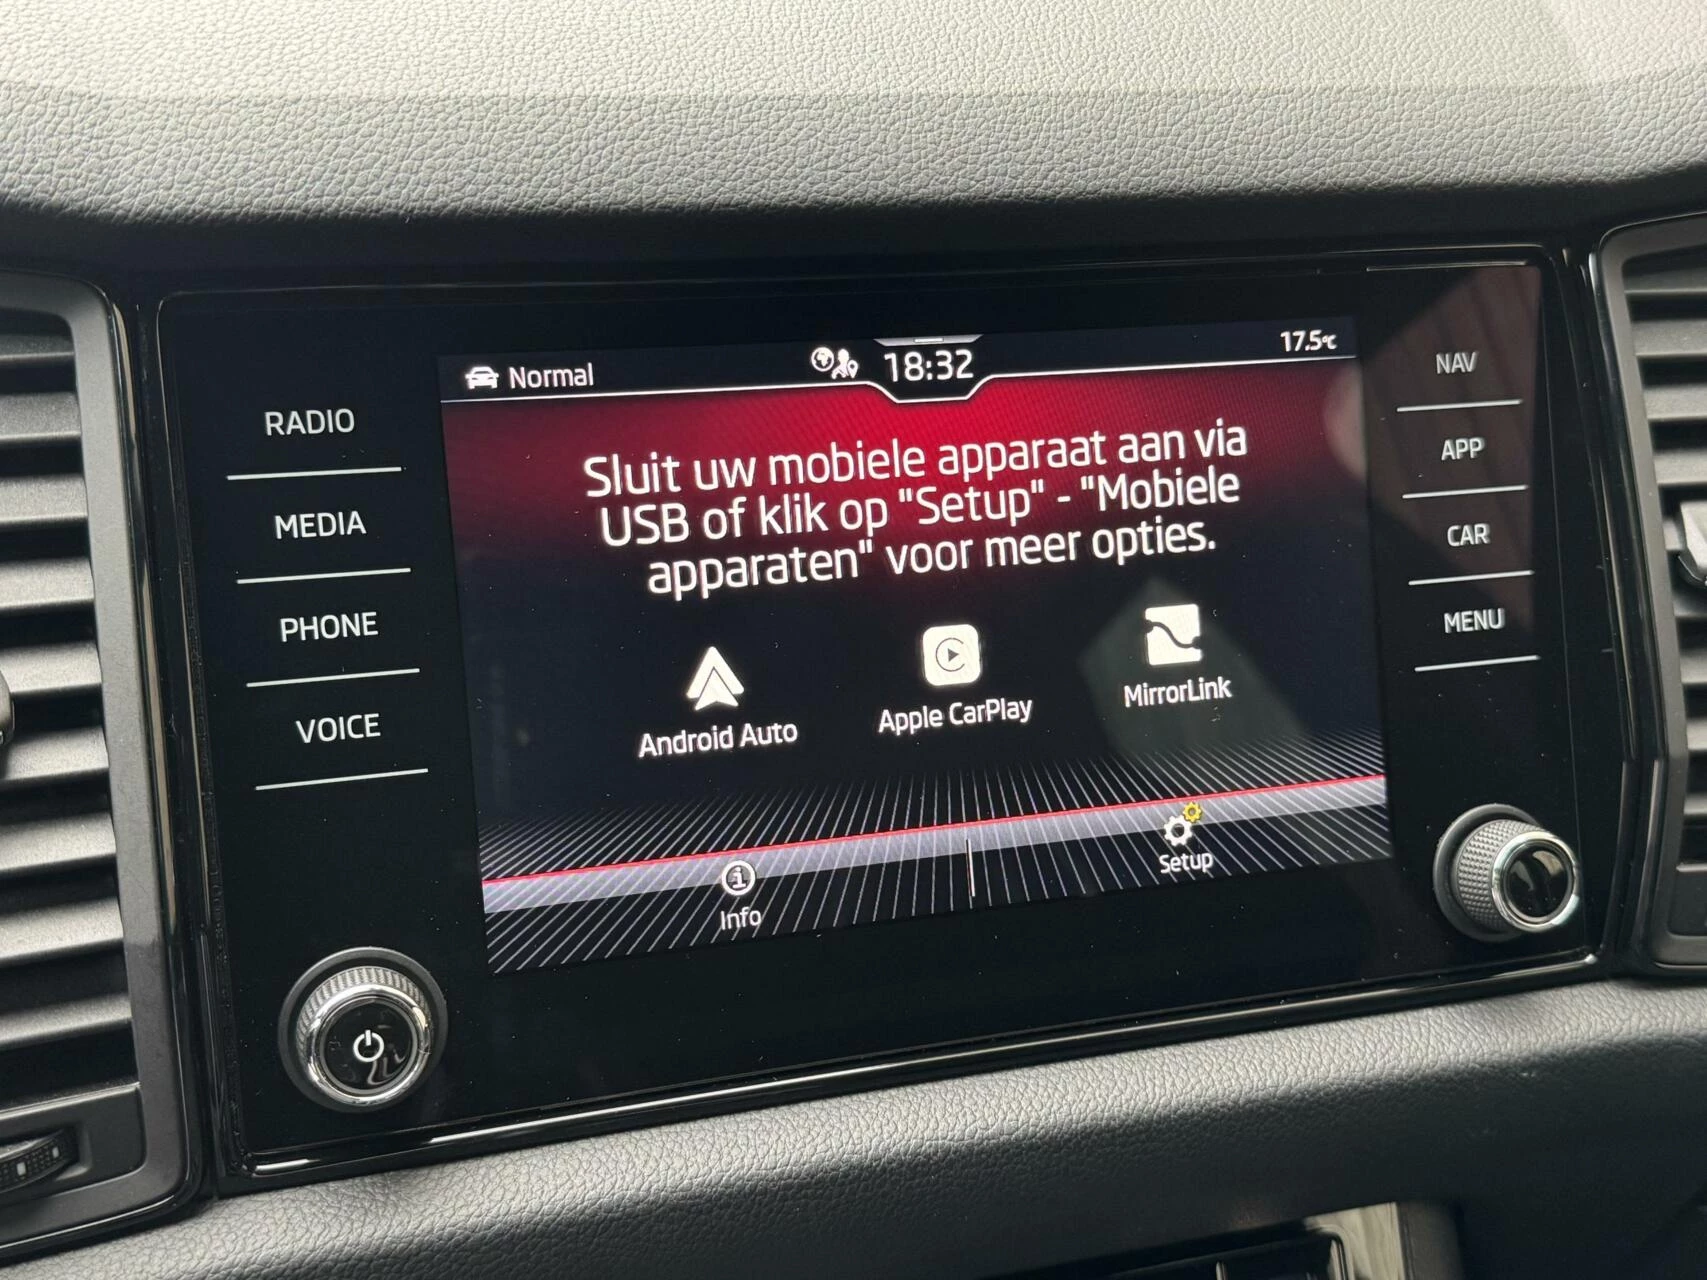 RADIO
MEDIA
PHONE
VOICE
Normal
18:32
17.5°C
Sluit uw mobiele apparaat aan via
USB of klik op "Setup" - "Mobiele
apparaten" voor meer opties.
Android Auto
Apple CarPlay
MirrorLink
Info
Setup
NAV
APP
CAR
MENU